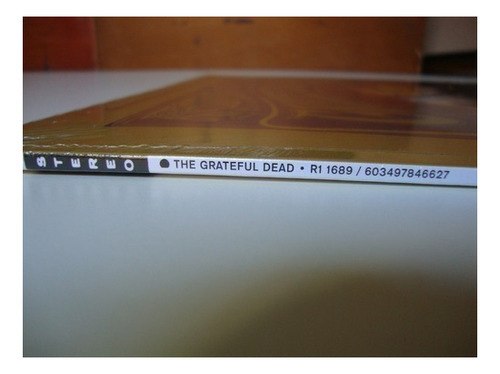 STEREO ● THE GRATEFUL DEAD • R1 1689 / 603497846627